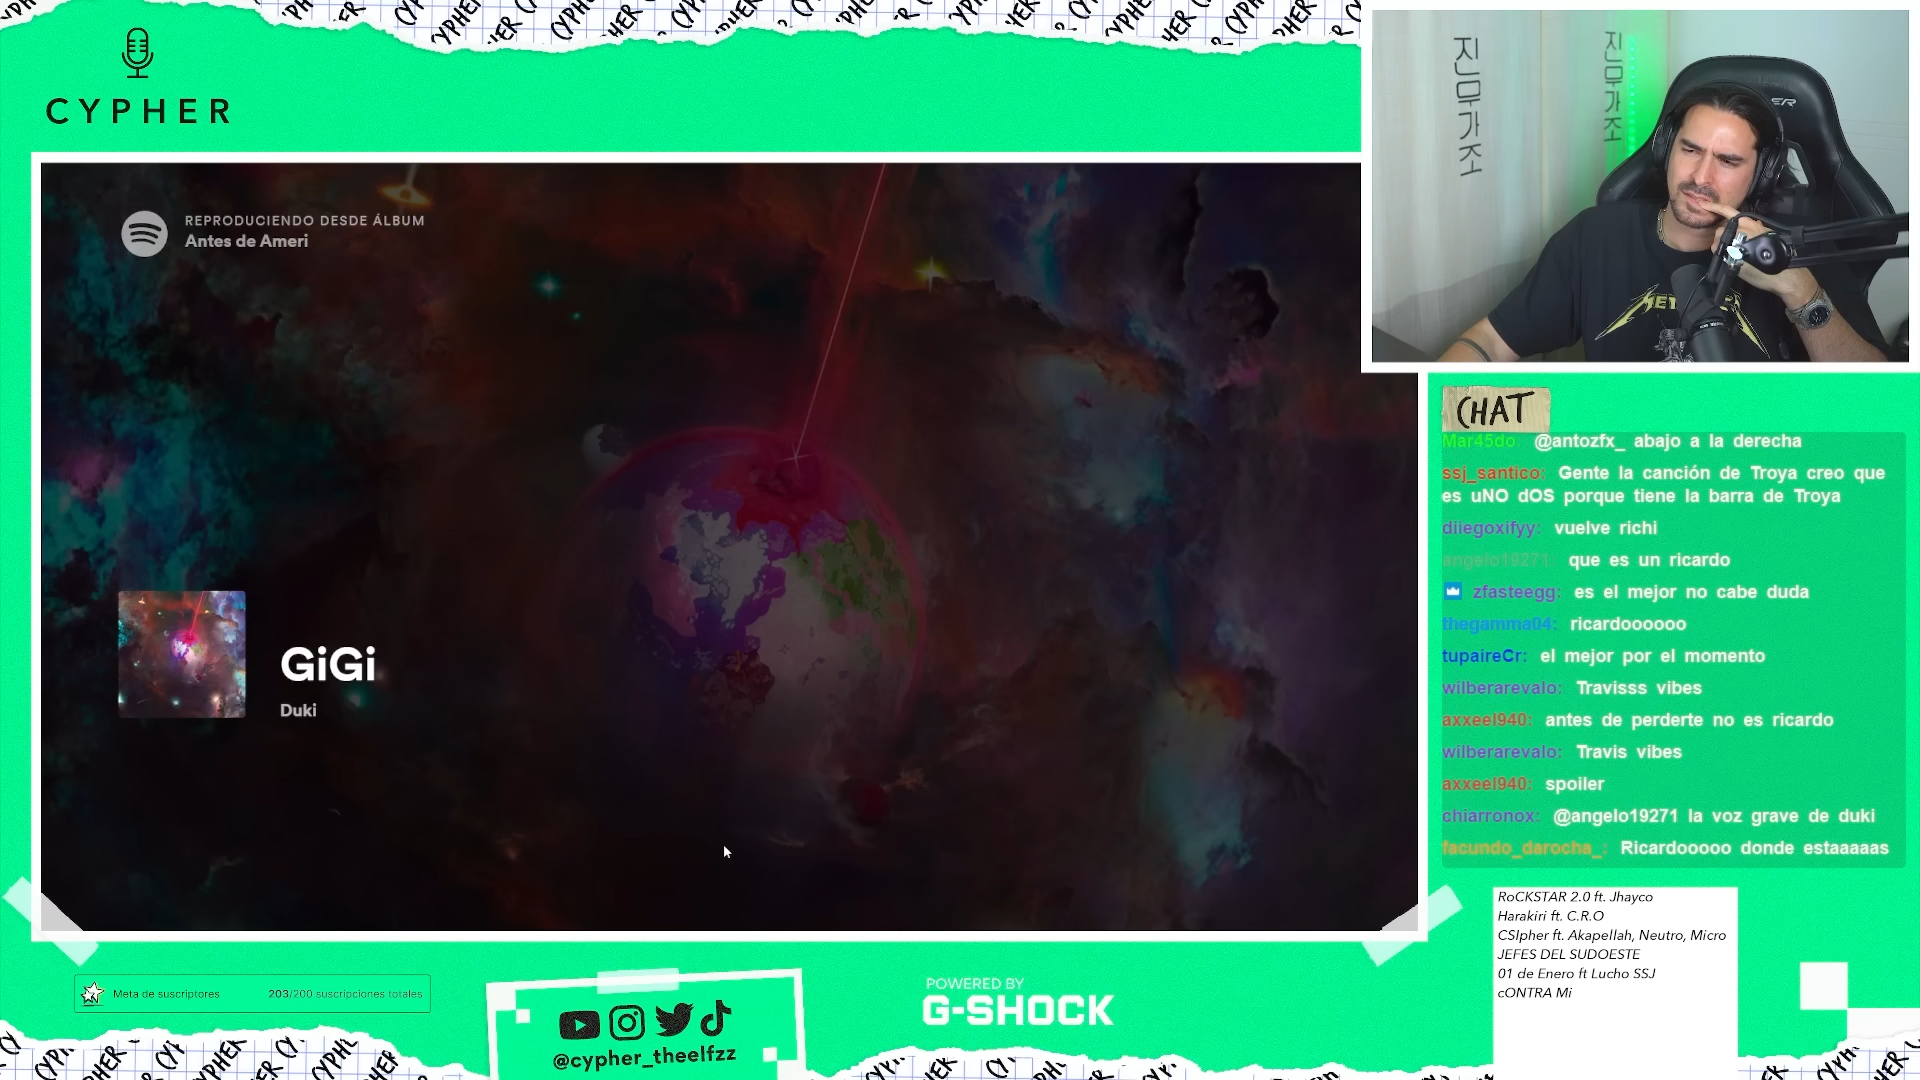 CYPHER
REPRODUCIENDO DESDE ÁLBUM
Antes de Ameri
GiGi
Duki
Meta de suscriptores 203/200 suscripciones totales
@cypher_theelfzz
POWERED BY
G-SHOCK
CHAT
Mar45do: @antozfx_ abajo a la derecha
ssj_santico: Gente la canción de Troya creo que
es uNO dOS porque tiene la barra de Troya
diiegoxifyy: vuelve richi
angelo19271: que es un ricardo
zfasteegg: es el mejor no cabe duda
thegamma04: ricardoooooo
tupaireCr: el mejor por el momento
wilberarevalo: Travisss vibes
axxeel940: antes de perderte no es ricardo
wilberarevalo: Travis vibes
axxeel940: spoiler
chiarronox: @angelo19271 la voz grave de duki
facundo_darocha_: Ricardooooo donde estaaaaas
RoCKSTAR 2.0 ft. Jhayco
Harakiri ft. C.R.O
CSIpher ft. Akapellah, Neutro, Micro
JEFES DEL SUDOESTE
01 de Enero ft Lucho SSJ
cONTRA Mi